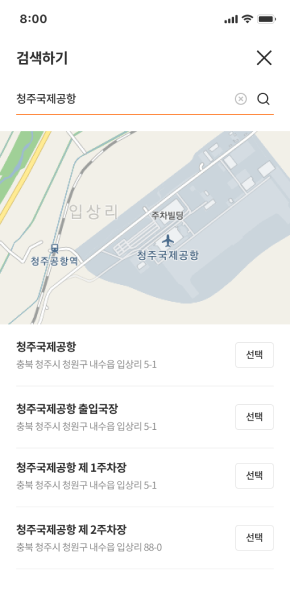 8:00
검색하기
청주국제공항
입상리
주차빌딩
청주공항역
청주국제공항
청주국제공항
충북 청주시 청원구 내수읍 입상리 5-1
선택
청주국제공항 출입국장
충북 청주시 청원구 내수읍 입상리 5-1
선택
청주국제공항 제 1주차장
충북 청주시 청원구 내수읍 입상리 5-1
선택
청주국제공항 제 2주차장
충북 청주시 청원구 내수읍 입상리 88-0
선택